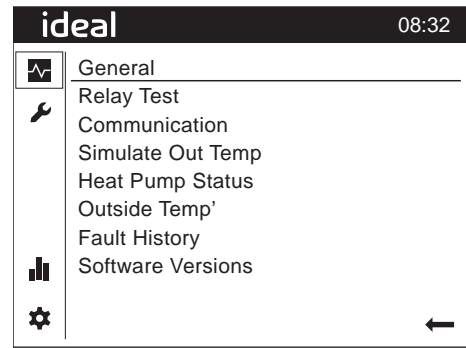 ideal 08:32
General
Relay Test
Communication
Simulate Out Temp
Heat Pump Status
Outside Temp'
Fault History
Software Versions